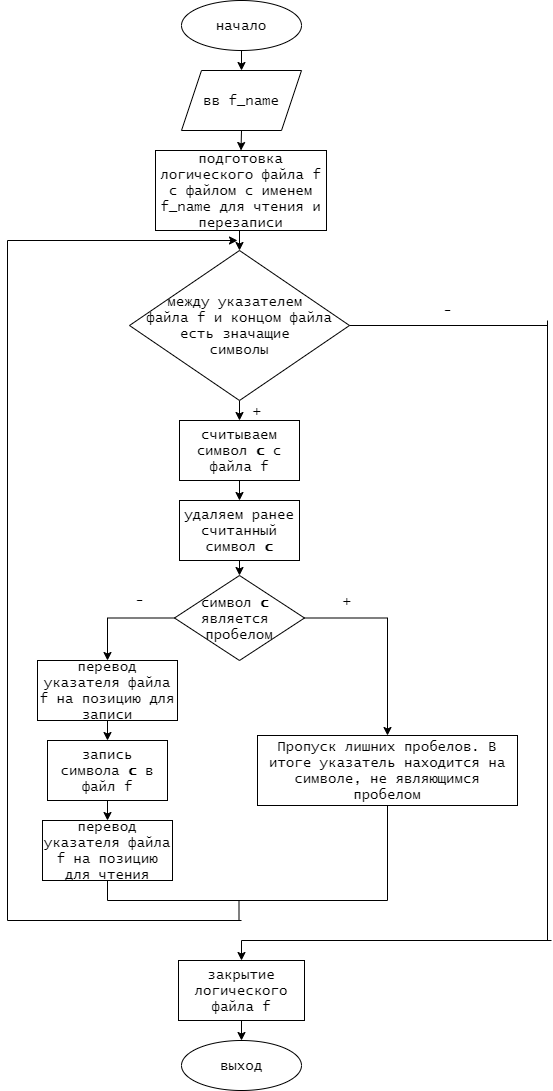 начало
вв f_name
подготовка
логического файла f
с файлом с именем
f_name для чтения и
перезаписи
между указателем
файла f и концом файла
есть значащие
символы
–
+
считываем
символ c с
файла f
удаляем ранее
считанный
символ c
символ c
является
пробелом
–
+
перевод
указателя файла
f на позицию для
записи
запись
символа c в
файл f
перевод
указателя файла
f на позицию
для чтения
Пропуск лишних пробелов. В
итоге указатель находится на
символе, не являющимся
пробелом
закрытие
логического
файла f
выход